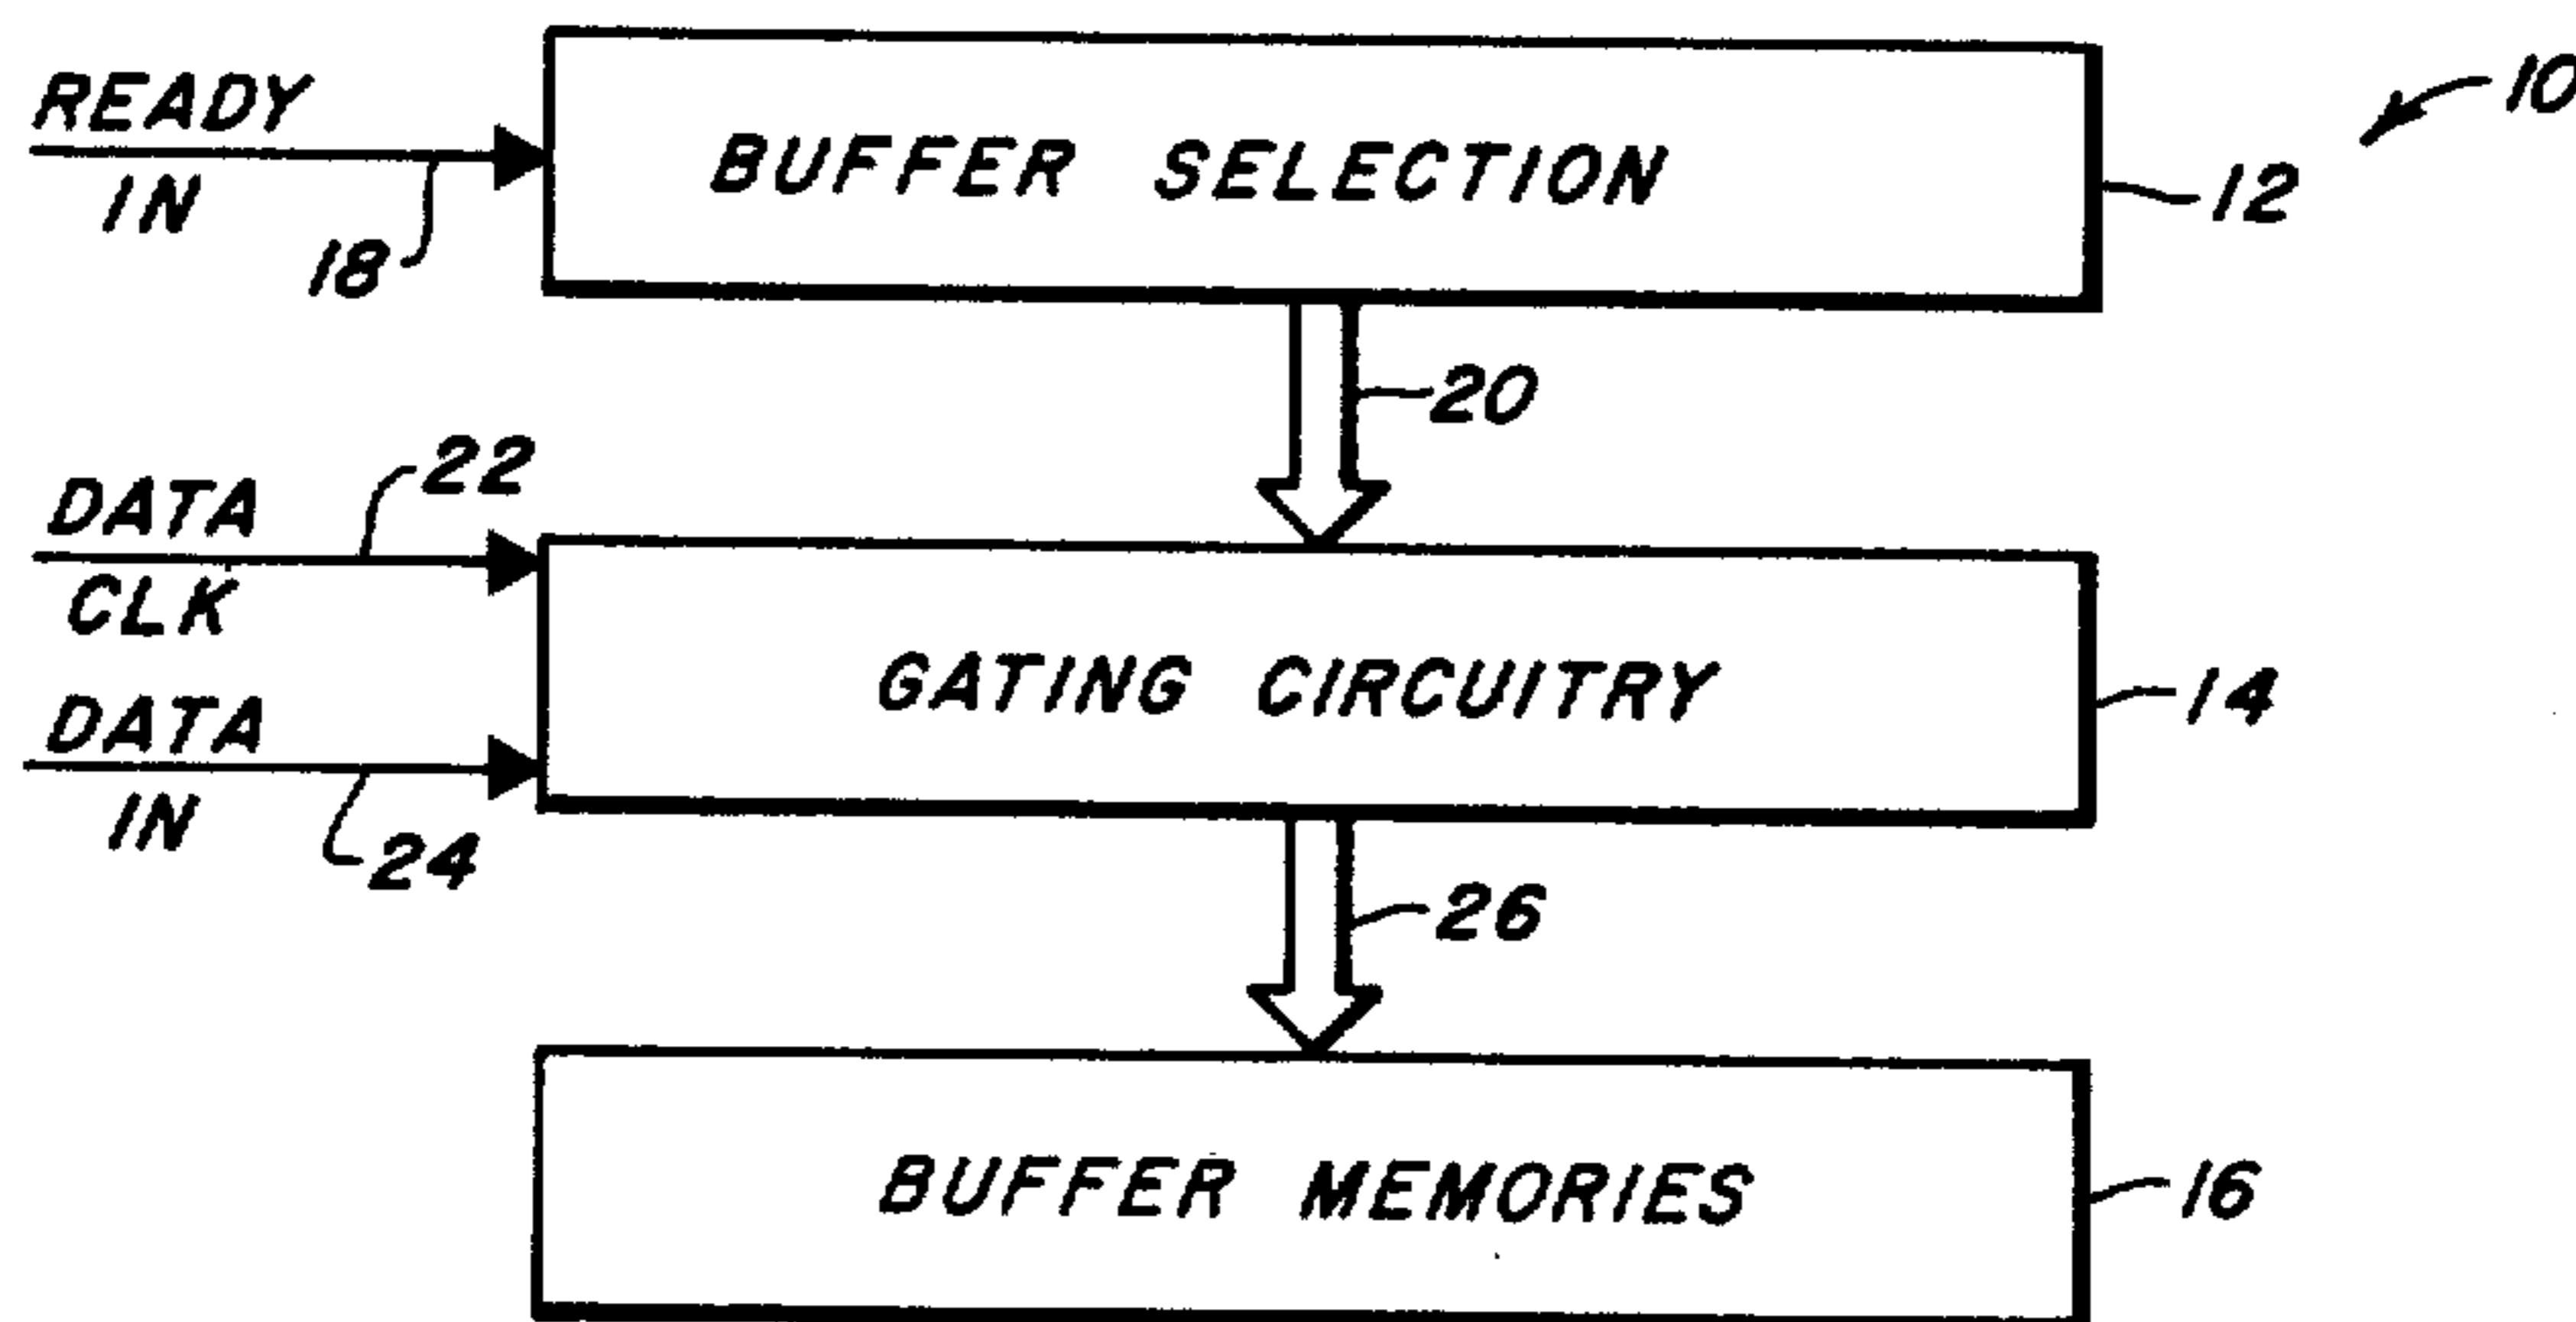 READY
IN
18
BUFFER SELECTION
10
12
20
DATA
CLK
22
DATA
IN
24
GATING CIRCUITRY
14
26
BUFFER MEMORIES
16